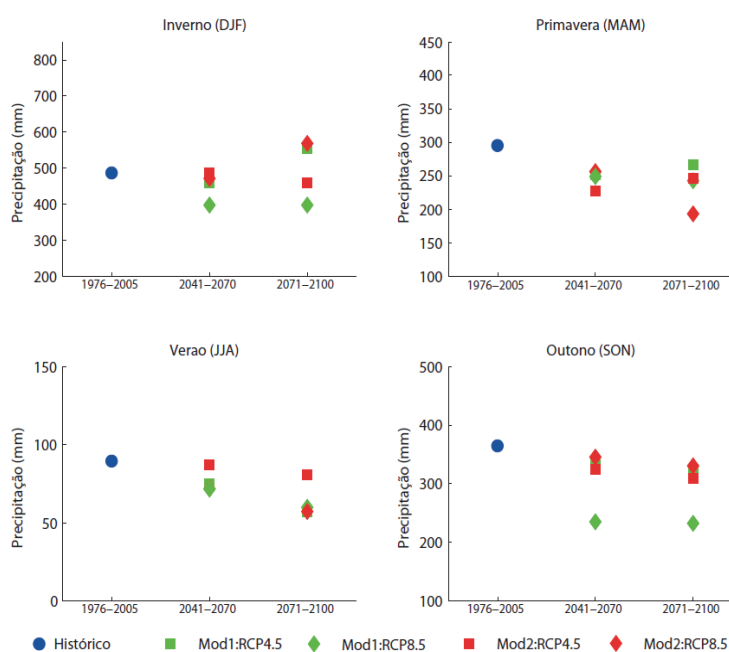 Inverno (DJF)
Precipitação (mm)
800
700
600
500
400
300
200
1976–2005 2041–2070 2071–2100
Primavera (MAM)
Precipitação (mm)
450
400
350
300
250
200
150
100
1976–2005 2041–2070 2071–2100
Verao (JJA)
Precipitação (mm)
150
100
50
0
1976–2005 2041–2070 2071–2100
Outono (SON)
Precipitação (mm)
500
400
300
200
100
1976–2005 2041–2070 2071–2100
Histórico Mod1:RCP4.5 Mod1:RCP8.5 Mod2:RCP4.5 Mod2:RCP8.5